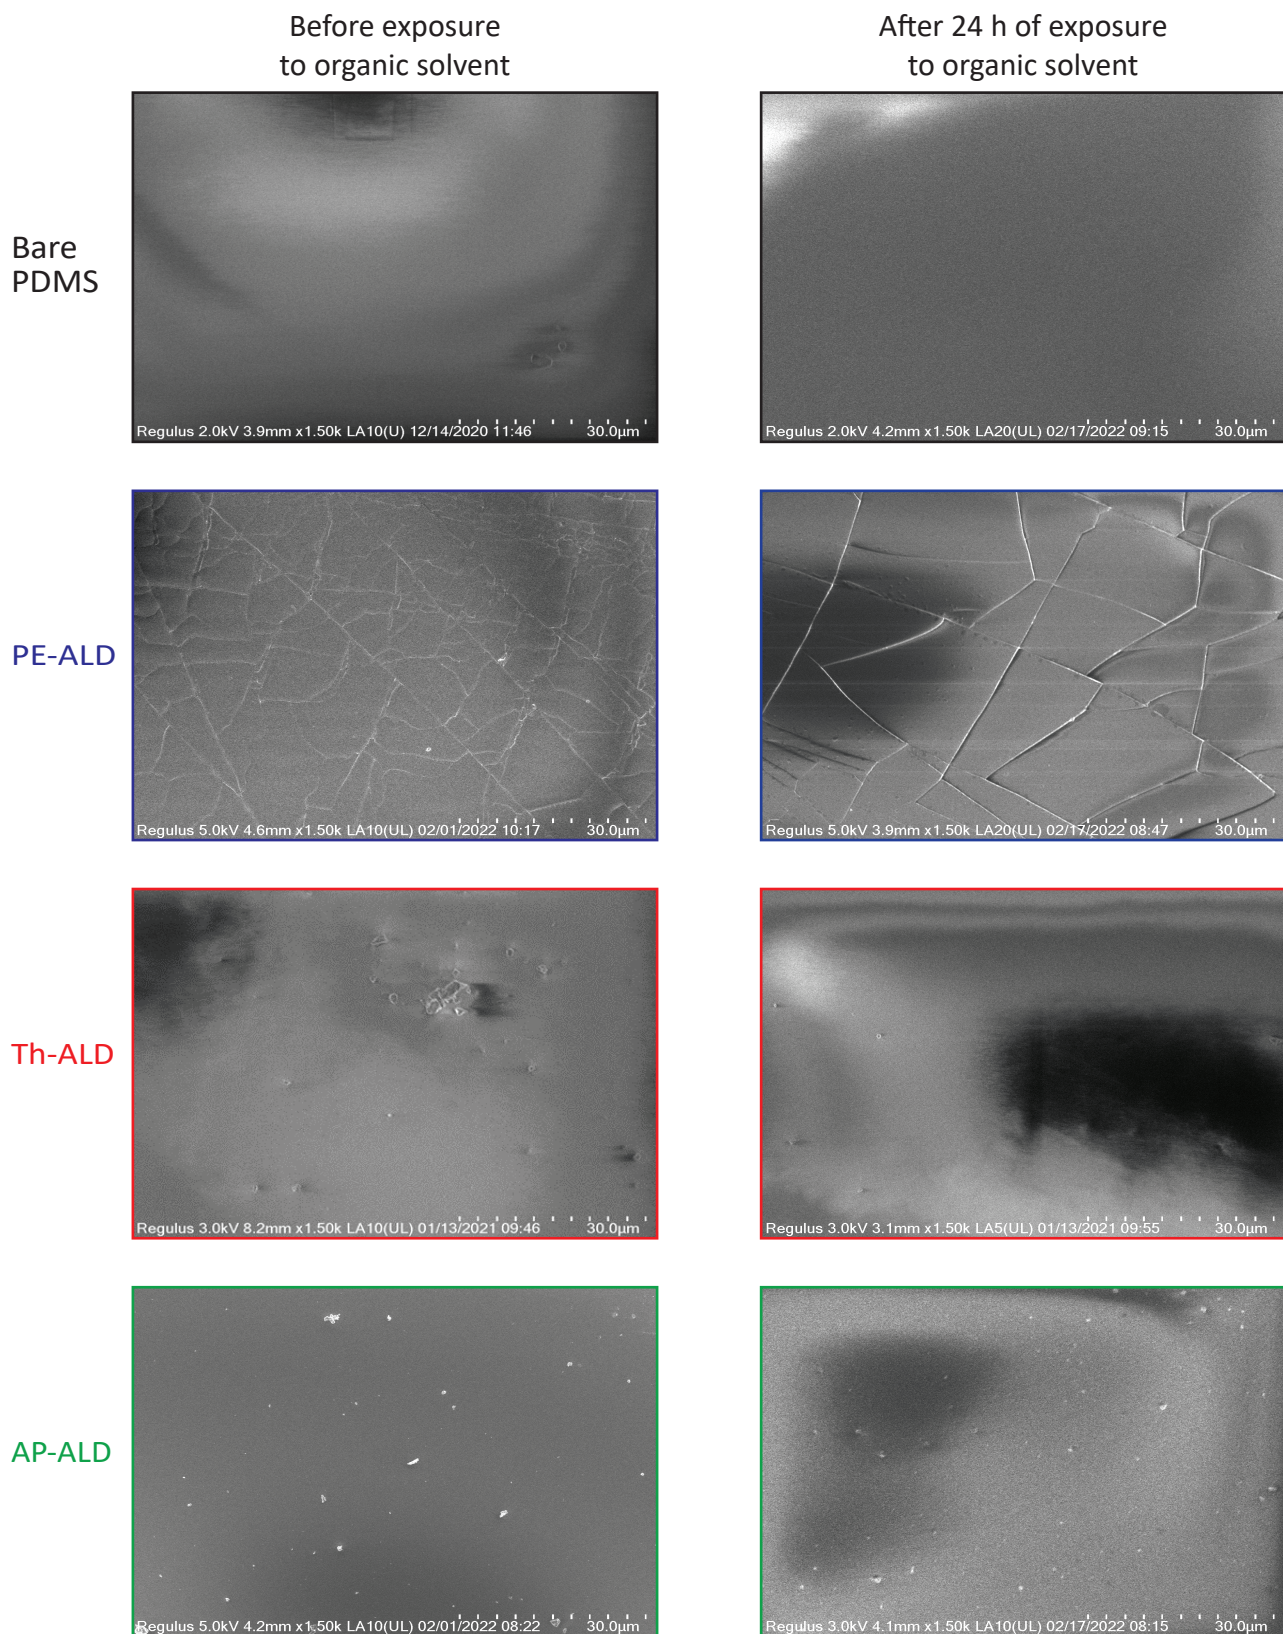 Before exposure
to organic solvent
After 24 h of exposure
to organic solvent
Bare
PDMS
Regulus 2.0kV 3.9mm x1.50k LA10(U) 12/14/2020 11:46 30.0µm
Regulus 2.0kV 4.2mm x1.50k LA20(UL) 02/17/2022 09:15 30.0µm
PE-ALD
Regulus 5.0kV 4.6mm x1.50k LA10(UL) 02/01/2022 10:17 30.0µm
Regulus 5.0kV 3.9mm x1.50k LA20(UL) 02/17/2022 08:47 30.0µm
Th-ALD
Regulus 3.0kV 8.2mm x1.50k LA10(UL) 01/13/2021 09:46 30.0µm
Regulus 3.0kV 3.1mm x1.50k LA5(UL) 01/13/2021 09:55 30.0µm
AP-ALD
Regulus 5.0kV 4.2mm x1.50k LA10(UL) 02/01/2022 08:22 30.0µm
Regulus 3.0kV 4.1mm x1.50k LA10(UL) 02/17/2022 08:15 30.0µm